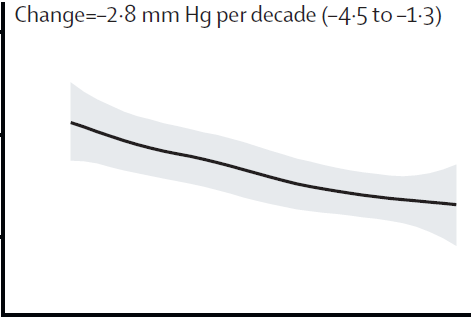 Change=–2·8 mm Hg per decade (–4·5 to –1·3)